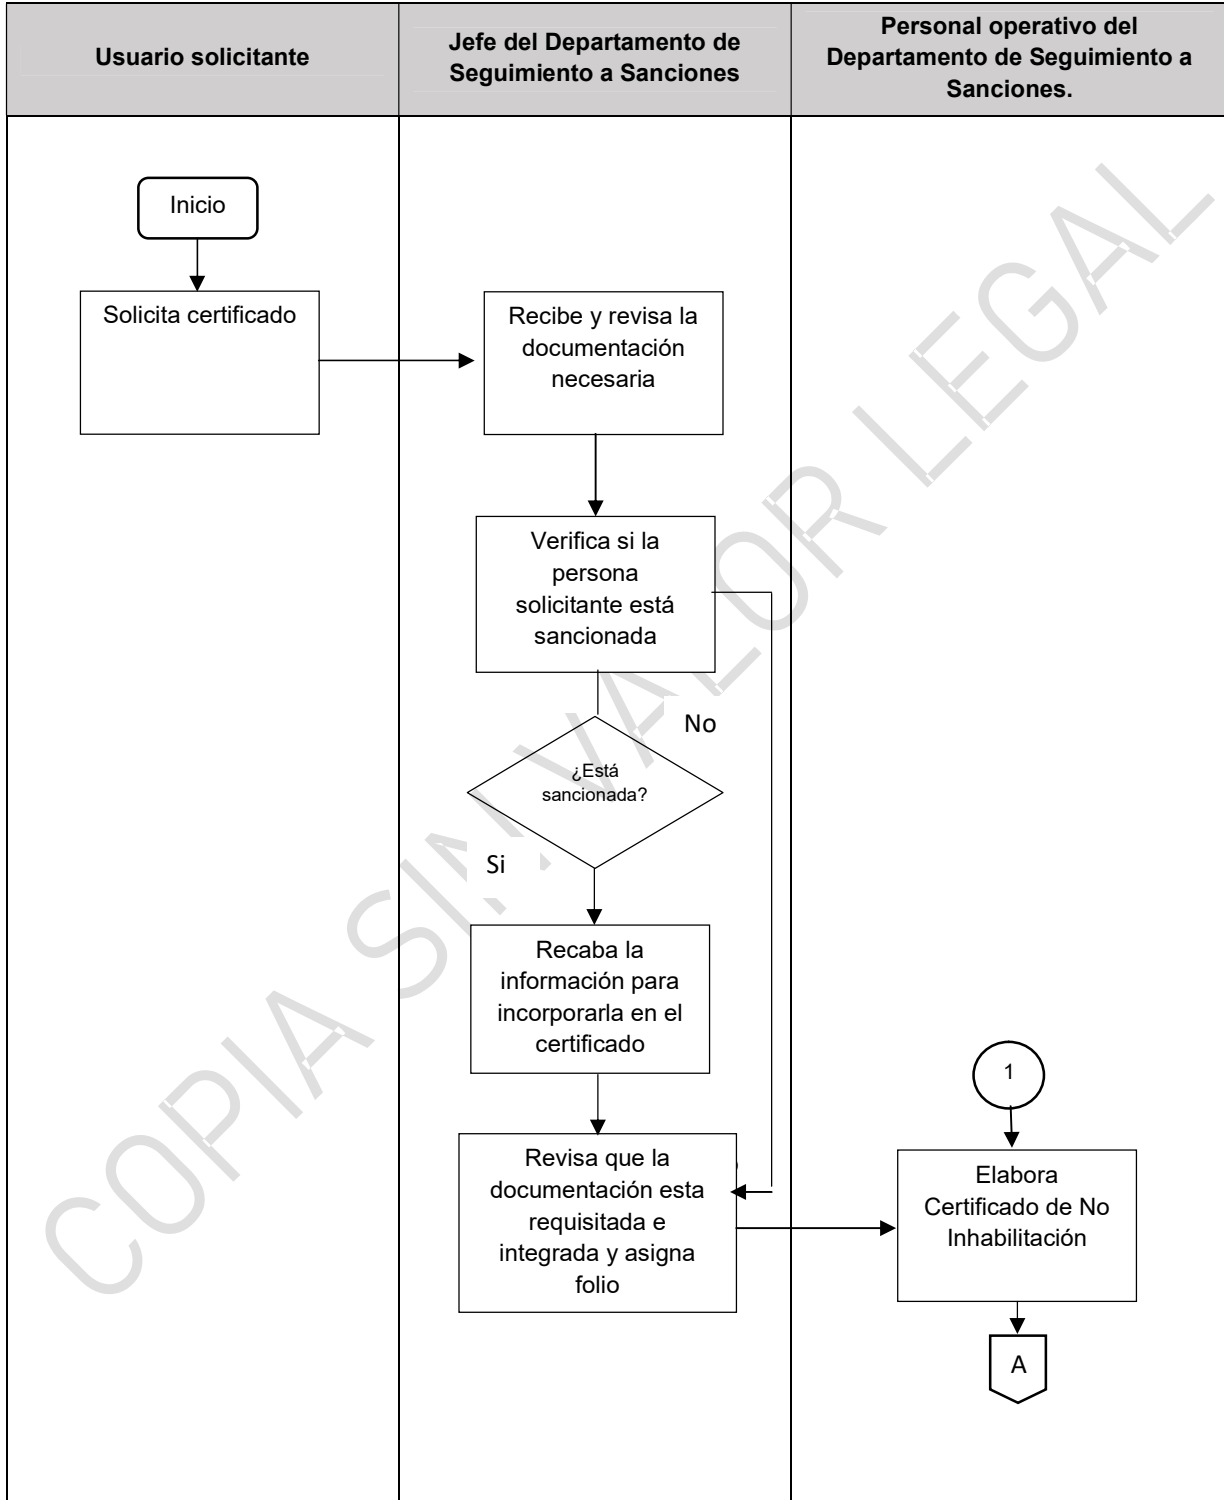 Usuario solicitante
Jefe del Departamento de
Seguimiento a Sanciones
Personal operativo del
Departamento de Seguimiento a
Sanciones.
Inicio
Solicita certificado
Recibe y revisa la
documentación
necesaria
Verifica si la
persona
solicitante está
sancionada
No
¿Está
sancionada?
Si
Recaba la
información para
incorporarla en el
certificado
Revisa que la
documentación esta
requisitada e
integrada y asigna
folio
1
Elabora
Certificado de No
Inhabilitación
A
COPIA SIN VALOR LEGAL